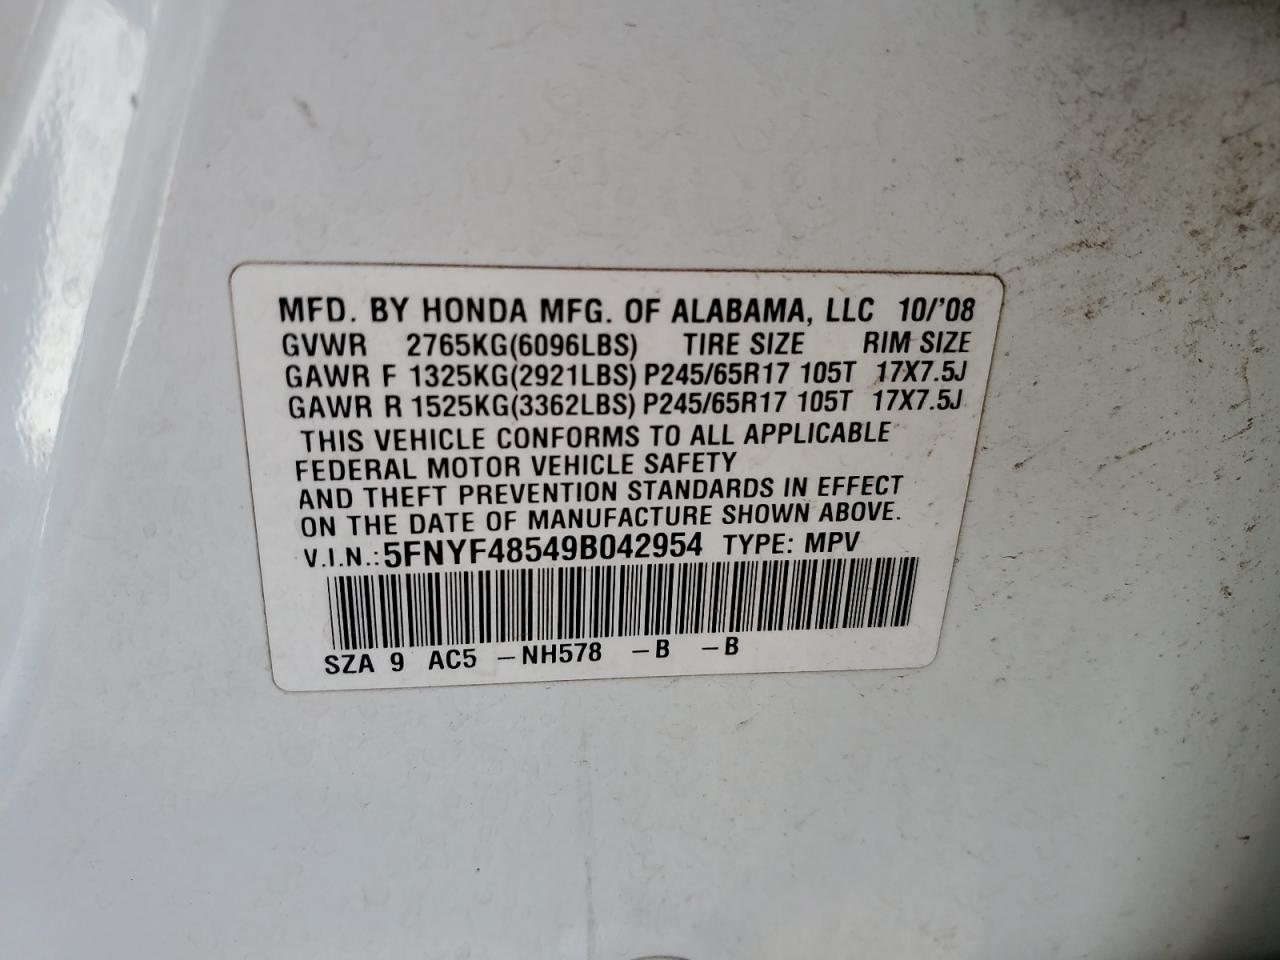 MFD. BY HONDA MFG. OF ALABAMA, LLC 10/'08
GVWR 2765KG(6096LBS) TIRE SIZE RIM SIZE
GAWR F 1325KG(2921LBS) P245/65R17 105T 17X7.5J
GAWR R 1525KG(3362LBS) P245/65R17 105T 17X7.5J
THIS VEHICLE CONFORMS TO ALL APPLICABLE
FEDERAL MOTOR VEHICLE SAFETY
AND THEFT PREVENTION STANDARDS IN EFFECT
ON THE DATE OF MANUFACTURE SHOWN ABOVE.
V.I.N.: 5FNYF48549B042954 TYPE: MPV
SZA 9 AC5 –NH578 –B –B